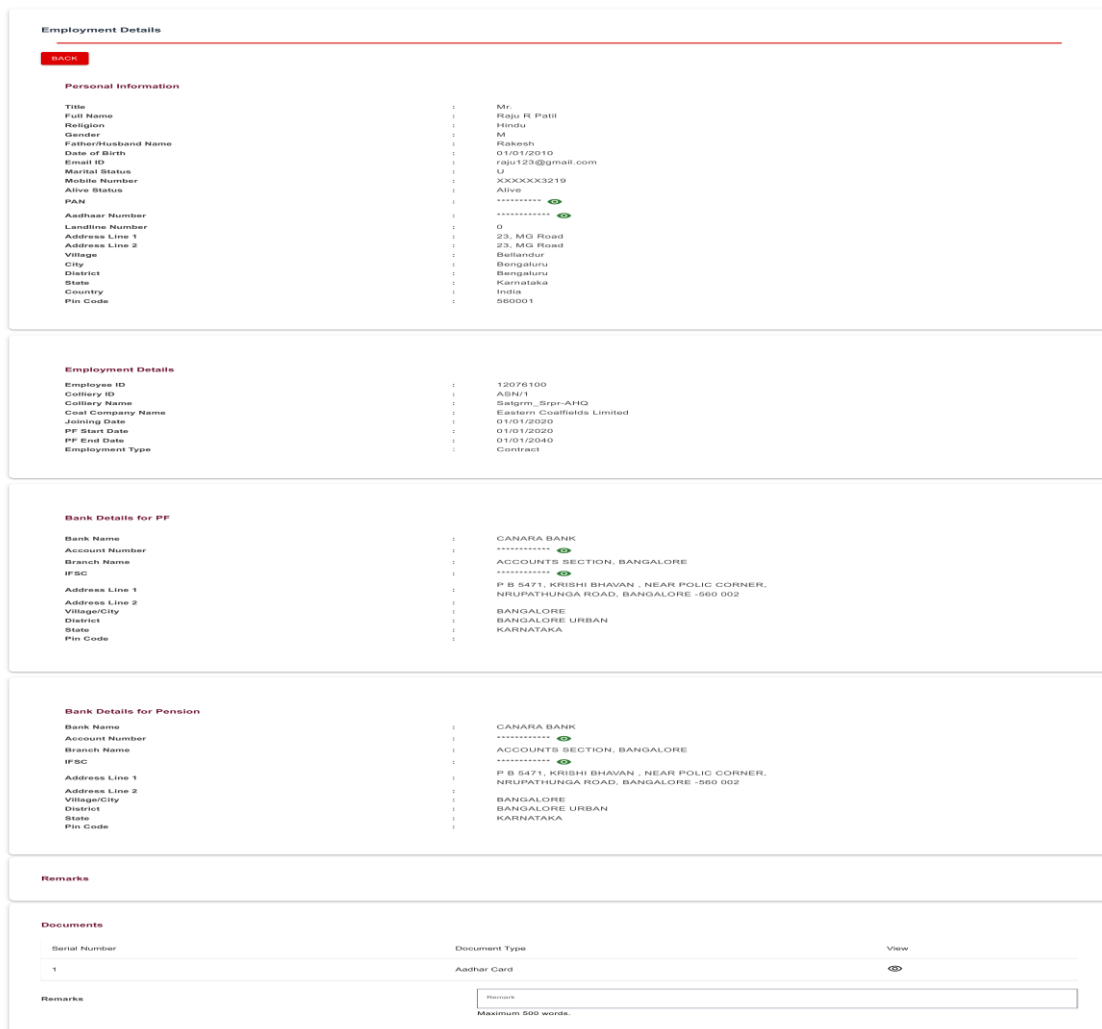 Employment Details
BACK
Personal Information
Title : Mr.
Full Name : Raju R Patil
Religion : Hindu
Gender : M
Father/Husband Name : Rakesh
Date of Birth : 01/01/2010
Email ID : raju123@gmail.com
Marital Status : U
Mobile Number : XXXXXX3219
Alive Status : Alive
PAN : **********
Aadhaar Number : ************
Landline Number : 0
Address Line 1 : 23, MG Road
Address Line 2 : 23, MG Road
Village : Bellandur
City : Bengaluru
District : Bengaluru
State : Karnataka
Country : India
Pin Code : 560001
Employment Details
Employee ID : 12076100
Colliery ID : ASN/1
Colliery Name : Satgrm_Srpr-AHQ
Coal Company Name : Eastern Coalfields Limited
Joining Date : 01/01/2020
PF Start Date : 01/01/2020
PF End Date : 01/01/2040
Employment Type : Contract
Bank Details for PF
Bank Name : CANARA BANK
Account Number : ************
Branch Name : ACCOUNTS SECTION, BANGALORE
IFSC : ************
Address Line 1 : P B 5471, KRISHI BHAVAN , NEAR POLIC CORNER,
NRUPATHUNGA ROAD, BANGALORE -560 002
Address Line 2 :
Village/City : BANGALORE
District : BANGALORE URBAN
State : KARNATAKA
Pin Code :
Bank Details for Pension
Bank Name : CANARA BANK
Account Number : ************
Branch Name : ACCOUNTS SECTION, BANGALORE
IFSC : ************
Address Line 1 : P B 5471, KRISHI BHAVAN , NEAR POLIC CORNER,
NRUPATHUNGA ROAD, BANGALORE -560 002
Address Line 2 :
Village/City : BANGALORE
District : BANGALORE URBAN
State : KARNATAKA
Pin Code :
Remarks
Documents
Serial Number Document Type View
1 Aadhar Card
Remarks Remark
Maximum 500 words.